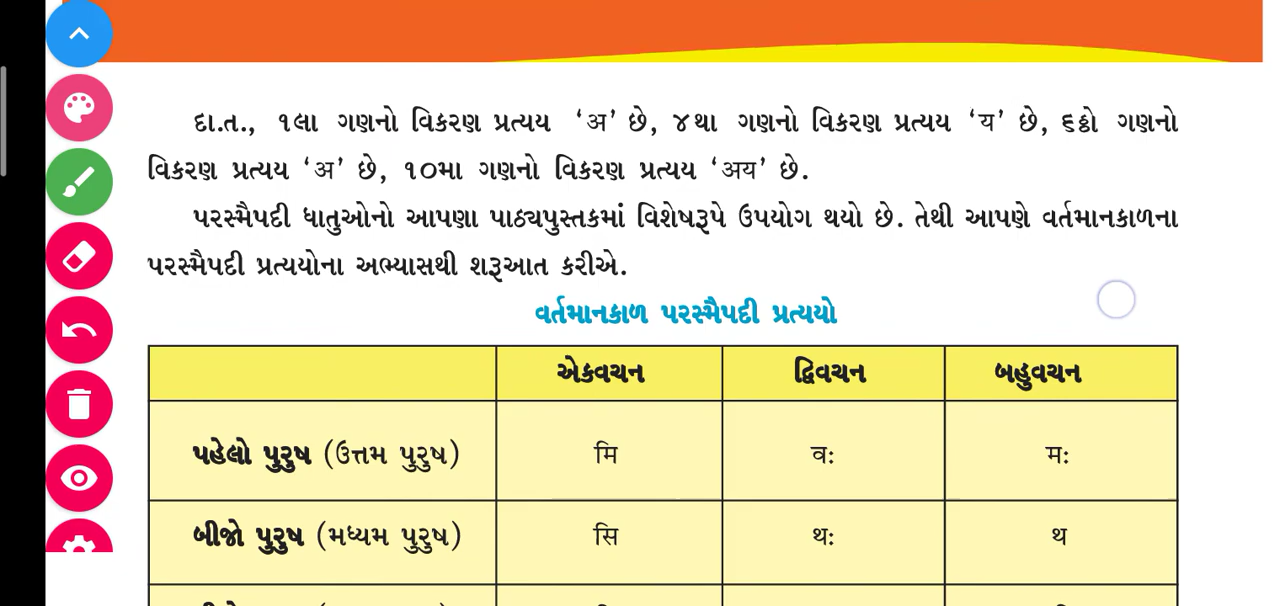 દા.ત., ૧લા ગણનો વિકરણ પ્રત્યય ‘अ’ છે, ૪થા ગણનો વિકરણ પ્રત્યય ‘य’ છે, ૬ઠ્ઠો ગણનો
વિકરણ પ્રત્યય ‘अ’ છે, ૧૦મા ગણનો વિકરણ પ્રત્યય ‘अय’ છે.
પરસ્મૈપદી ધાતુઓનો આપણા પાઠ્યપુસ્તકમાં વિશેષરૂપે ઉપયોગ થયો છે. તેથી આપણે વર્તમાનકાળના
પરસ્મૈપદી પ્રત્યયોના અભ્યાસથી શરૂઆત કરીએ.
વર્તમાનકાળ પરસ્મૈપદી પ્રત્યયો
એકવચન દ્વિવચન બહુવચન
પહેલો પુરુષ (ઉત્તમ પુરુષ) मि वः मः
બીજો પુરુષ (મધ્યમ પુરુષ) सि थः थ